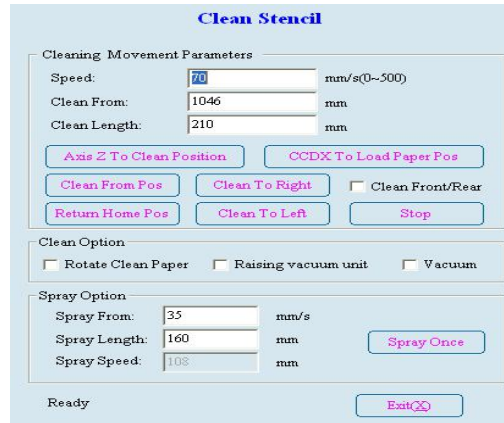 Clean Stencil
Cleaning Movement Parameters
Speed: 70 mm/s(0~500)
Clean From: 1046 mm
Clean Length: 210 mm
Axis Z To Clean Position CCDX To Load Paper Pos
Clean From Pos Clean To Right Clean Front/Rear
Return Home Pos Clean To Left Stop
Clean Option
Rotate Clean Paper Raising vacuum unit Vacuum
Spray Option
Spray From: 35 mm/s
Spray Length: 160 mm
Spray Speed: 108 mm
Spray Once
Ready Exit(X)